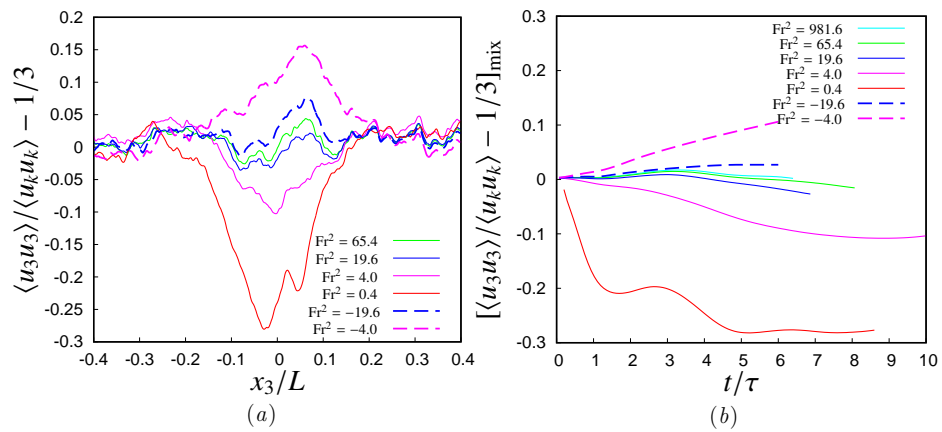 0.2
0.15
0.1
0.05
0
-0.05
-0.1
-0.15
-0.2
-0.25
-0.3
-0.4 -0.3 -0.2 -0.1 0 0.1 0.2 0.3 0.4
⟨u₃u₃⟩/⟨uₖuₖ⟩ − 1/3
x₃/L
Fr² = 65.4
Fr² = 19.6
Fr² = 4.0
Fr² = 0.4
Fr² = −19.6
Fr² = −4.0
(a)
0.3
0.2
0.1
0
-0.1
-0.2
-0.3
0 1 2 3 4 5 6 7 8 9 10
[⟨u₃u₃⟩/⟨uₖuₖ⟩ − 1/3]mix
t/τ
Fr² = 981.6
Fr² = 65.4
Fr² = 19.6
Fr² = 4.0
Fr² = 0.4
Fr² = −19.6
Fr² = −4.0
(b)